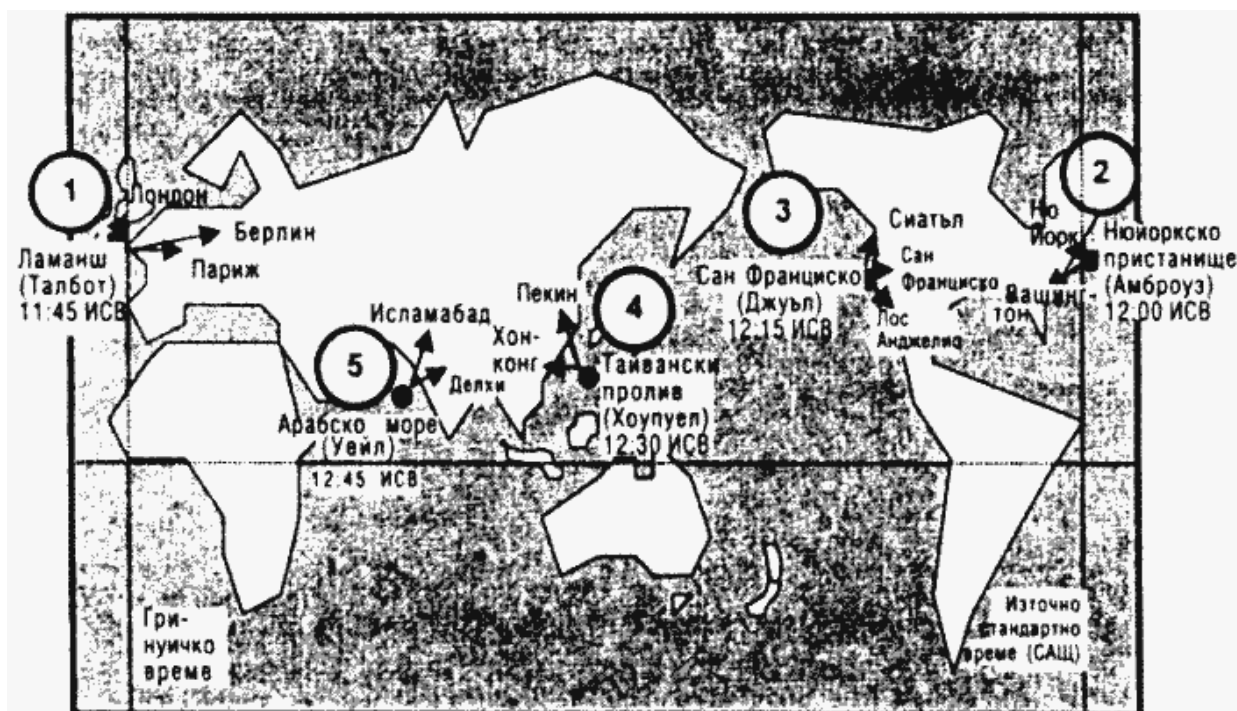 1
Лондон
Берлин
Париж
Ламанш
(Талбот)
11:45 ИСВ
2
Ню
Йорк
Нюйоркско
пристанище
(Амброуз)
12:00 ИСВ
Вашинг-
тон
3
Сиатъл
Сан
Франциско
Лос
Анджелис
Сан Франциско
(Джуъл)
12:15 ИСВ
4
Пекин
Хон-
конг
Тайвански
пролив
(Хоупуел)
12:30 ИСВ
5
Исламабад
Делхи
Арабско море
(Уейл)
12:45 ИСВ
Гри-
нуичко
време
Източно
стандартно
време (САЩ)